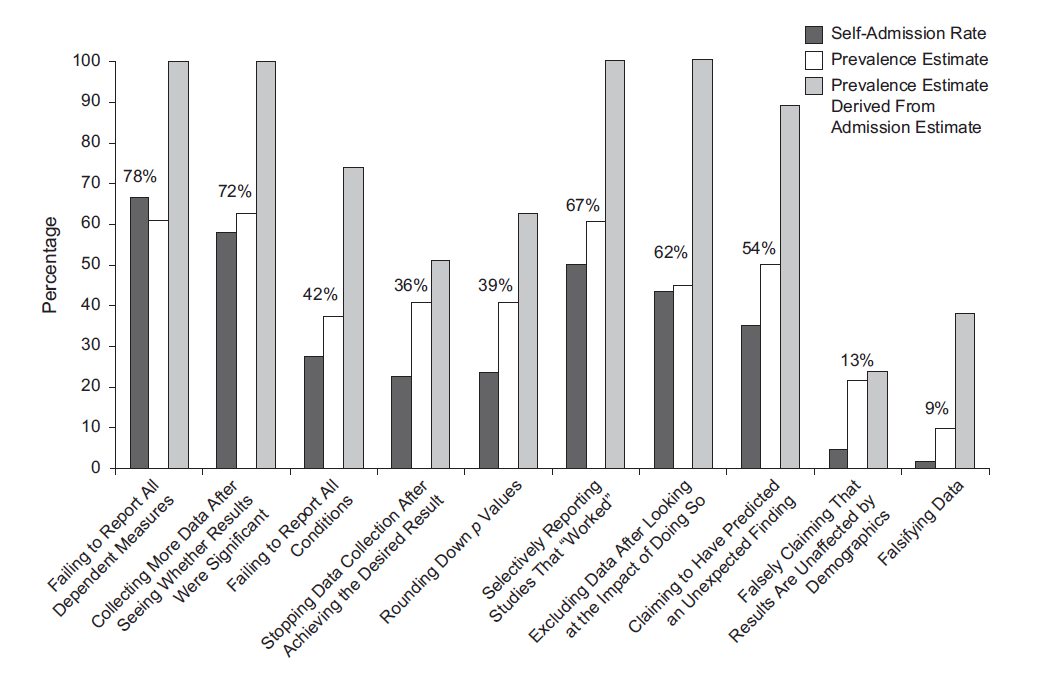 Self-Admission Rate
Prevalence Estimate
Prevalence Estimate
Derived From
Admission Estimate
Percentage
100
90
80
70
60
50
40
30
20
10
0
78%
72%
42%
36%
39%
67%
62%
54%
13%
9%
Failing to Report All
Dependent Measures
Collecting More Data After
Seeing Whether Results
Were Significant
Failing to Report All
Conditions
Stopping Data Collection After
Achieving the Desired Result
Rounding Down p Values
Selectively Reporting
Studies That “Worked”
Excluding Data After Looking
at the Impact of Doing So
Claiming to Have Predicted
an Unexpected Finding
Falsely Claiming That
Results Are Unaffected by
Demographics
Falsifying Data